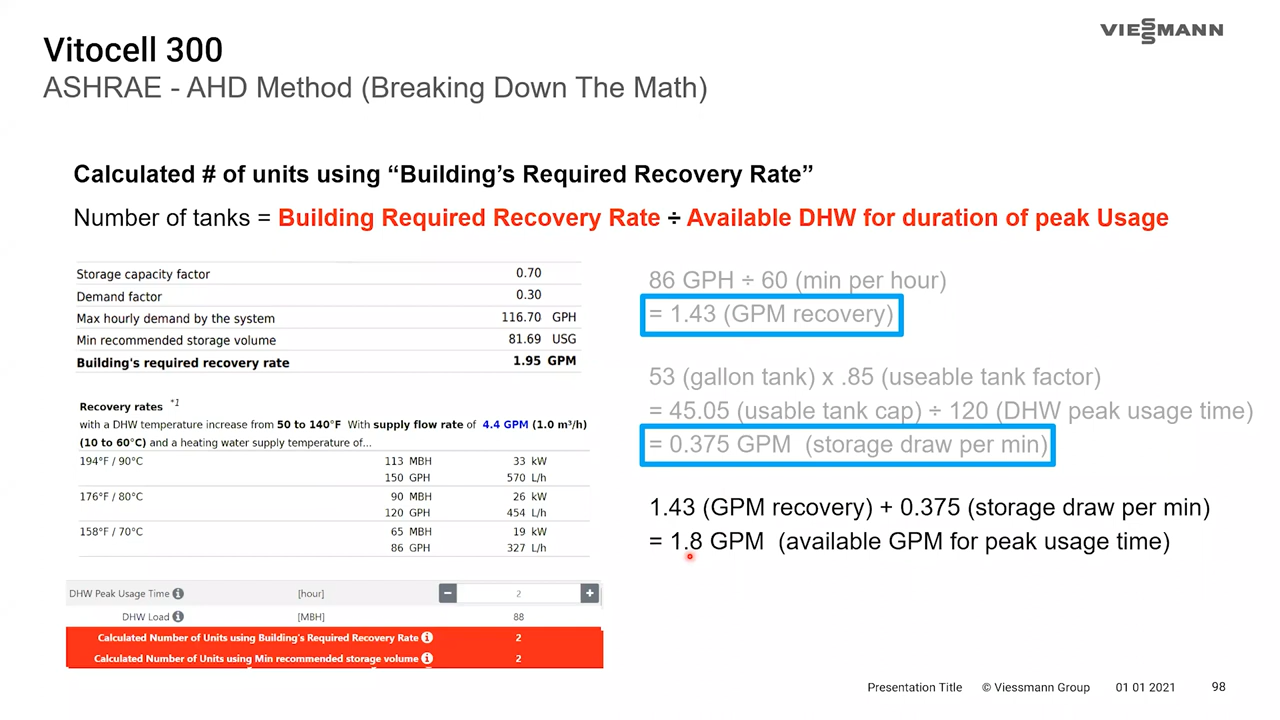 VIESSMANN
Vitocell 300
ASHRAE - AHD Method (Breaking Down The Math)
Calculated # of units using “Building’s Required Recovery Rate”
Number of tanks = Building Required Recovery Rate ÷ Available DHW for duration of peak Usage
Storage capacity factor 0.70
Demand factor 0.30
Max hourly demand by the system 116.70 GPH
Min recommended storage volume 81.69 USG
Building's required recovery rate 1.95 GPM
Recovery rates *1
with a DHW temperature increase from 50 to 140°F With supply flow rate of 4.4 GPM (1.0 m³/h)
(10 to 60°C) and a heating water supply temperature of...
194°F / 90°C 113 MBH 33 kW
150 GPH 570 L/h
176°F / 80°C 90 MBH 26 kW
120 GPH 454 L/h
158°F / 70°C 65 MBH 19 kW
86 GPH 327 L/h
DHW Peak Usage Time [hour] − 2 +
DHW Load [MBH] 88
Calculated Number of Units using Building's Required Recovery Rate 2
Calculated Number of Units using Min recommended storage volume 2
86 GPH ÷ 60 (min per hour)
= 1.43 (GPM recovery)
53 (gallon tank) x .85 (useable tank factor)
= 45.05 (usable tank cap) ÷ 120 (DHW peak usage time)
= 0.375 GPM (storage draw per min)
1.43 (GPM recovery) + 0.375 (storage draw per min)
= 1.8 GPM (available GPM for peak usage time)
Presentation Title © Viessmann Group 01 01 2021 98